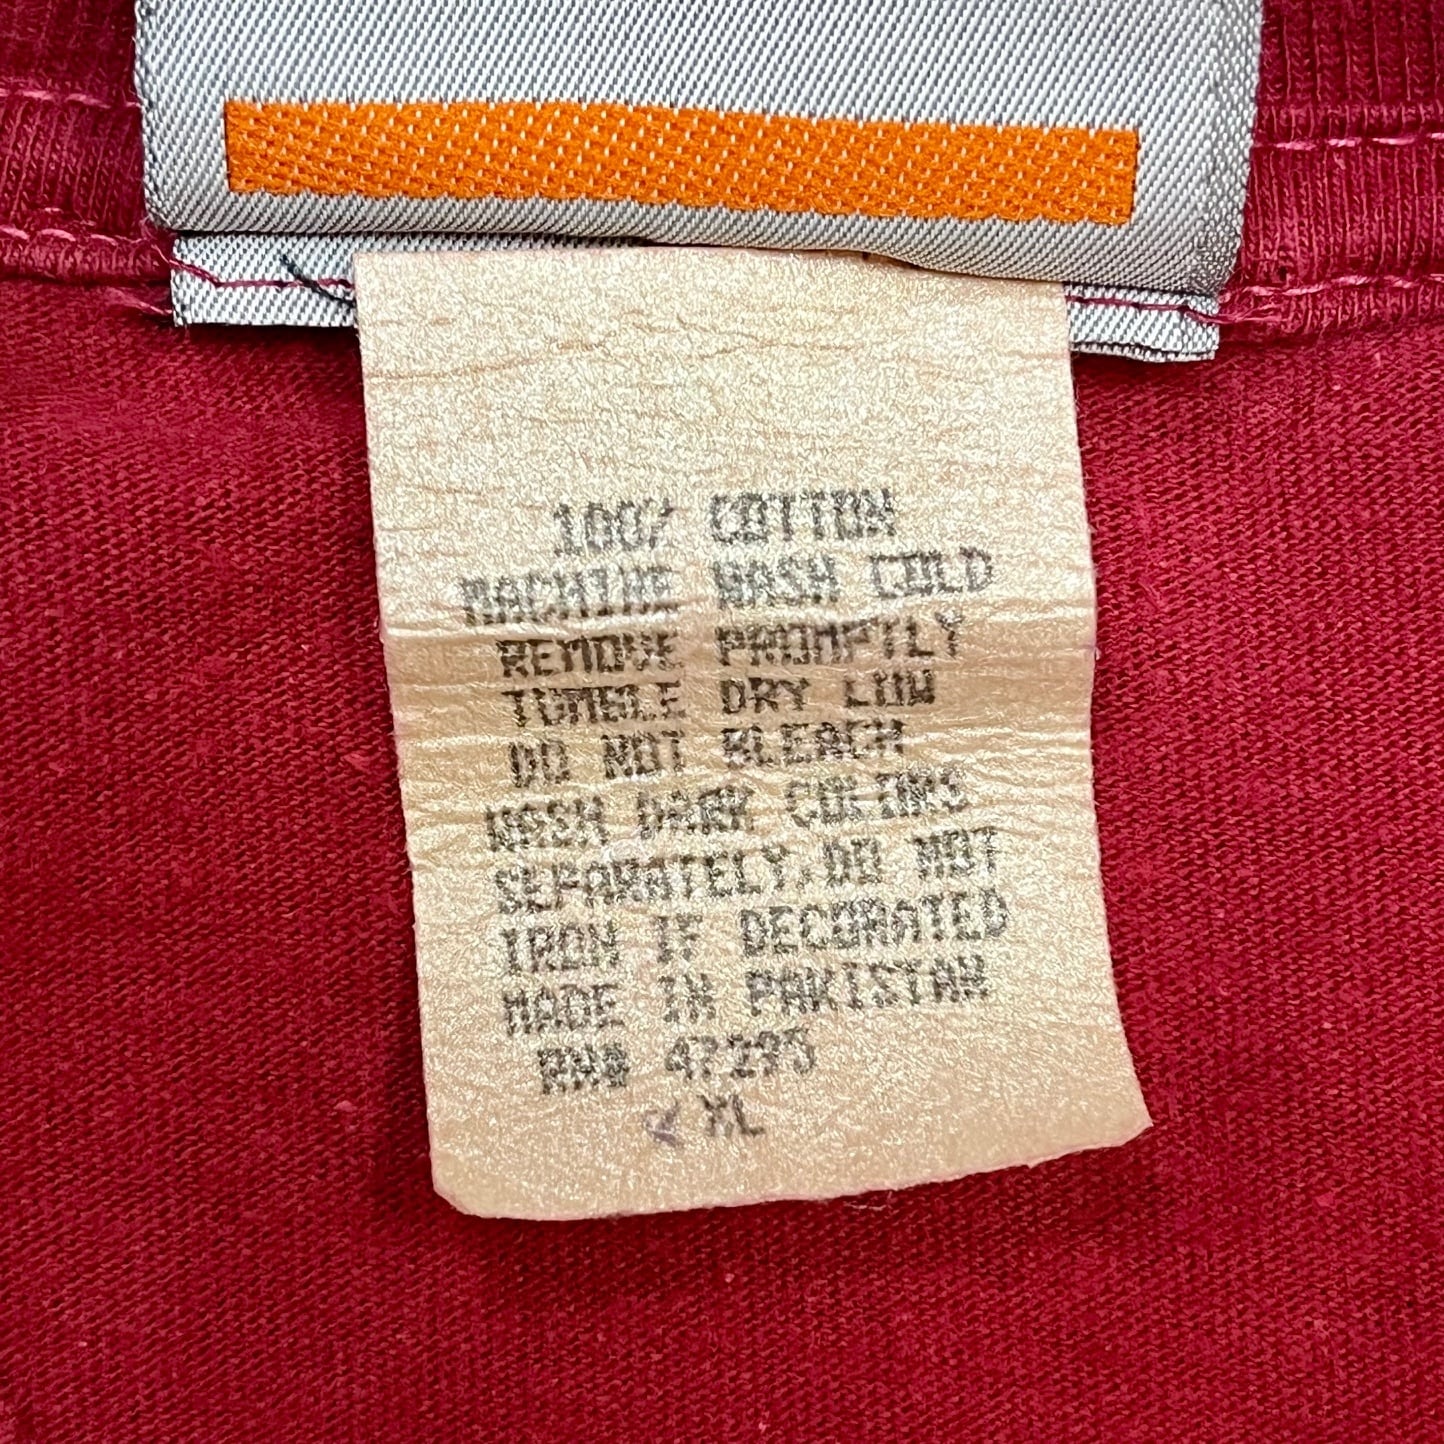 100% COTTON
MACHINE WASH COLD
REMOVE PROMPTLY
TUMBLE DRY LOW
DO NOT BLEACH
WASH DARK COLORS
SEPARATELY,DO NOT
IRON IF DECORATED
MADE IN PAKISTAN
RN# 47295
XL